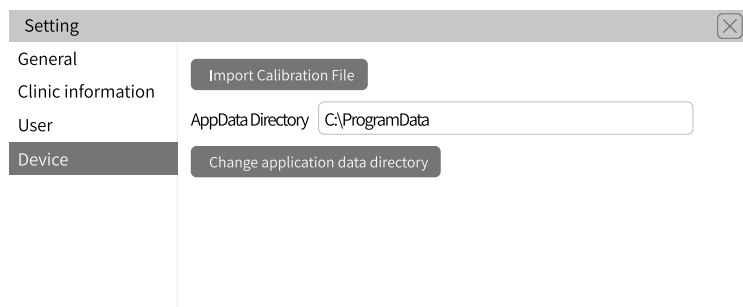 Setting
General
Clinic information
User
Device
Import Calibration File
AppData Directory C:\ProgramData
Change application data directory